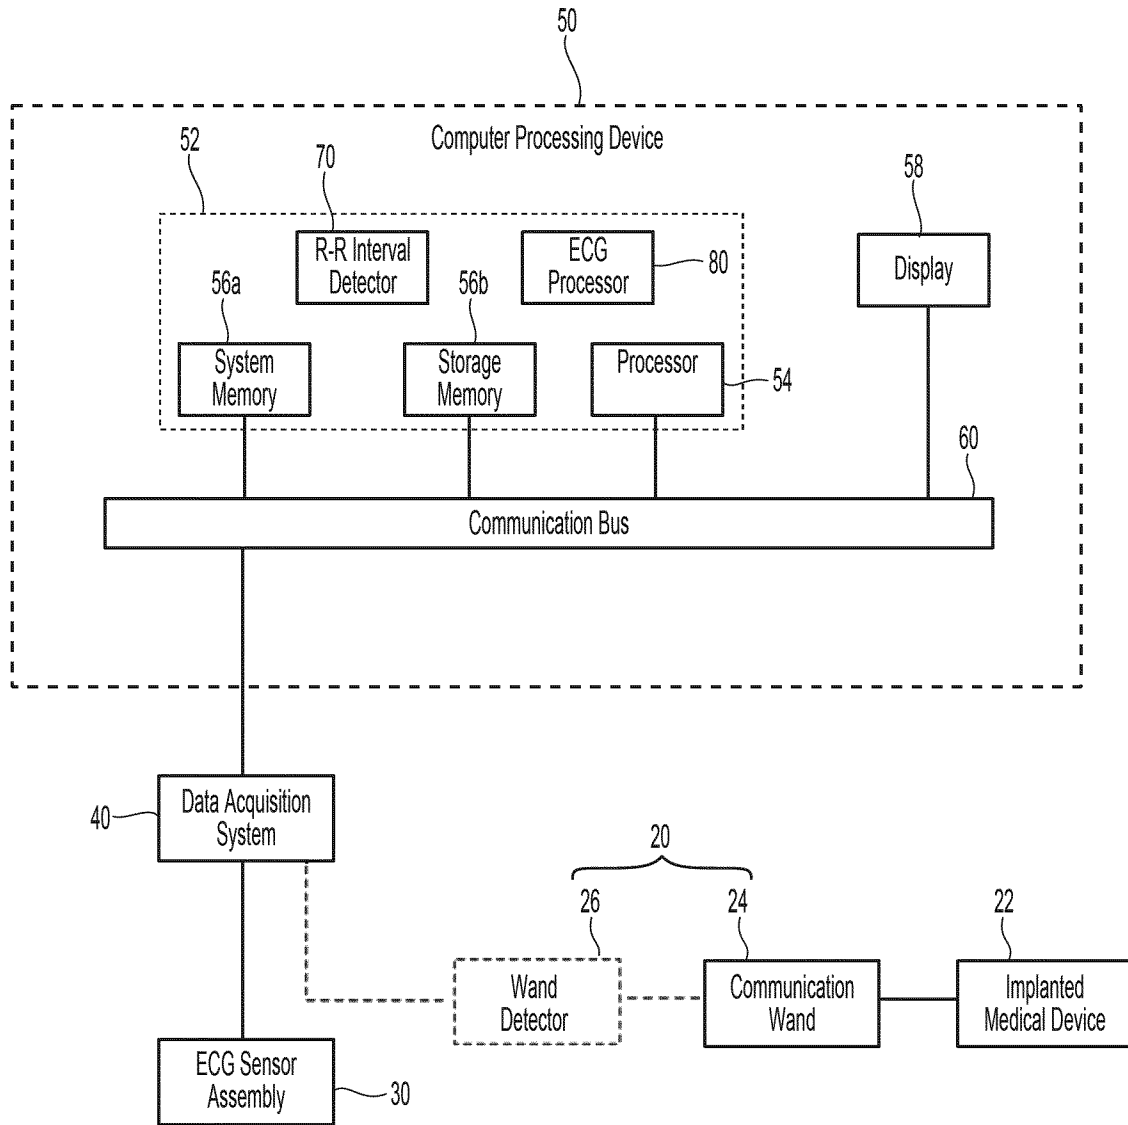 50
Computer Processing Device
52
70
58
R-R Interval
Detector
ECG
Processor
80
Display
56a
56b
System
Memory
Storage
Memory
Processor
54
60
Communication Bus
40
Data Acquisition
System
20
26
24
22
Wand
Detector
Communication
Wand
Implanted
Medical Device
ECG Sensor
Assembly
30